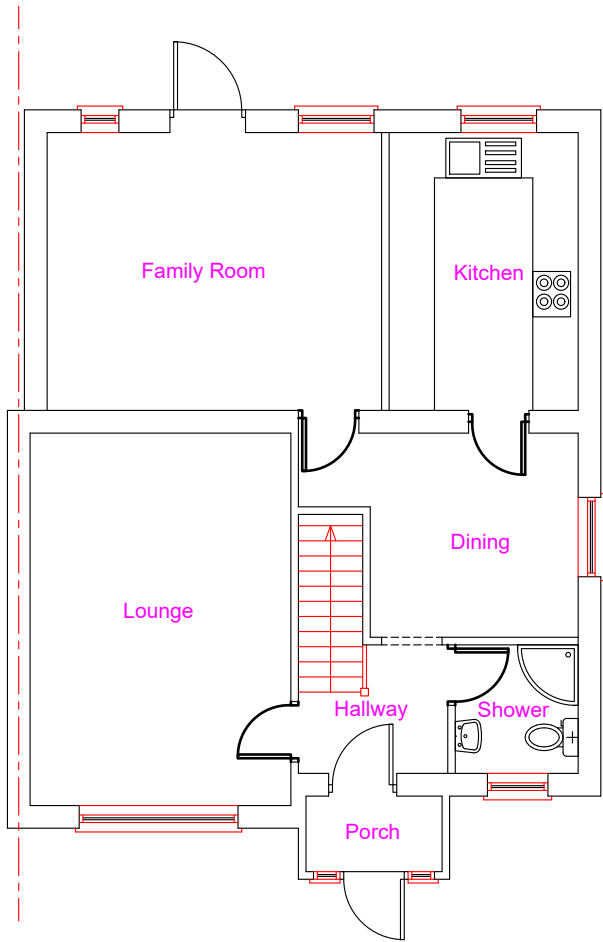 Family Room
Kitchen
Dining
Lounge
Hallway
Shower
Porch